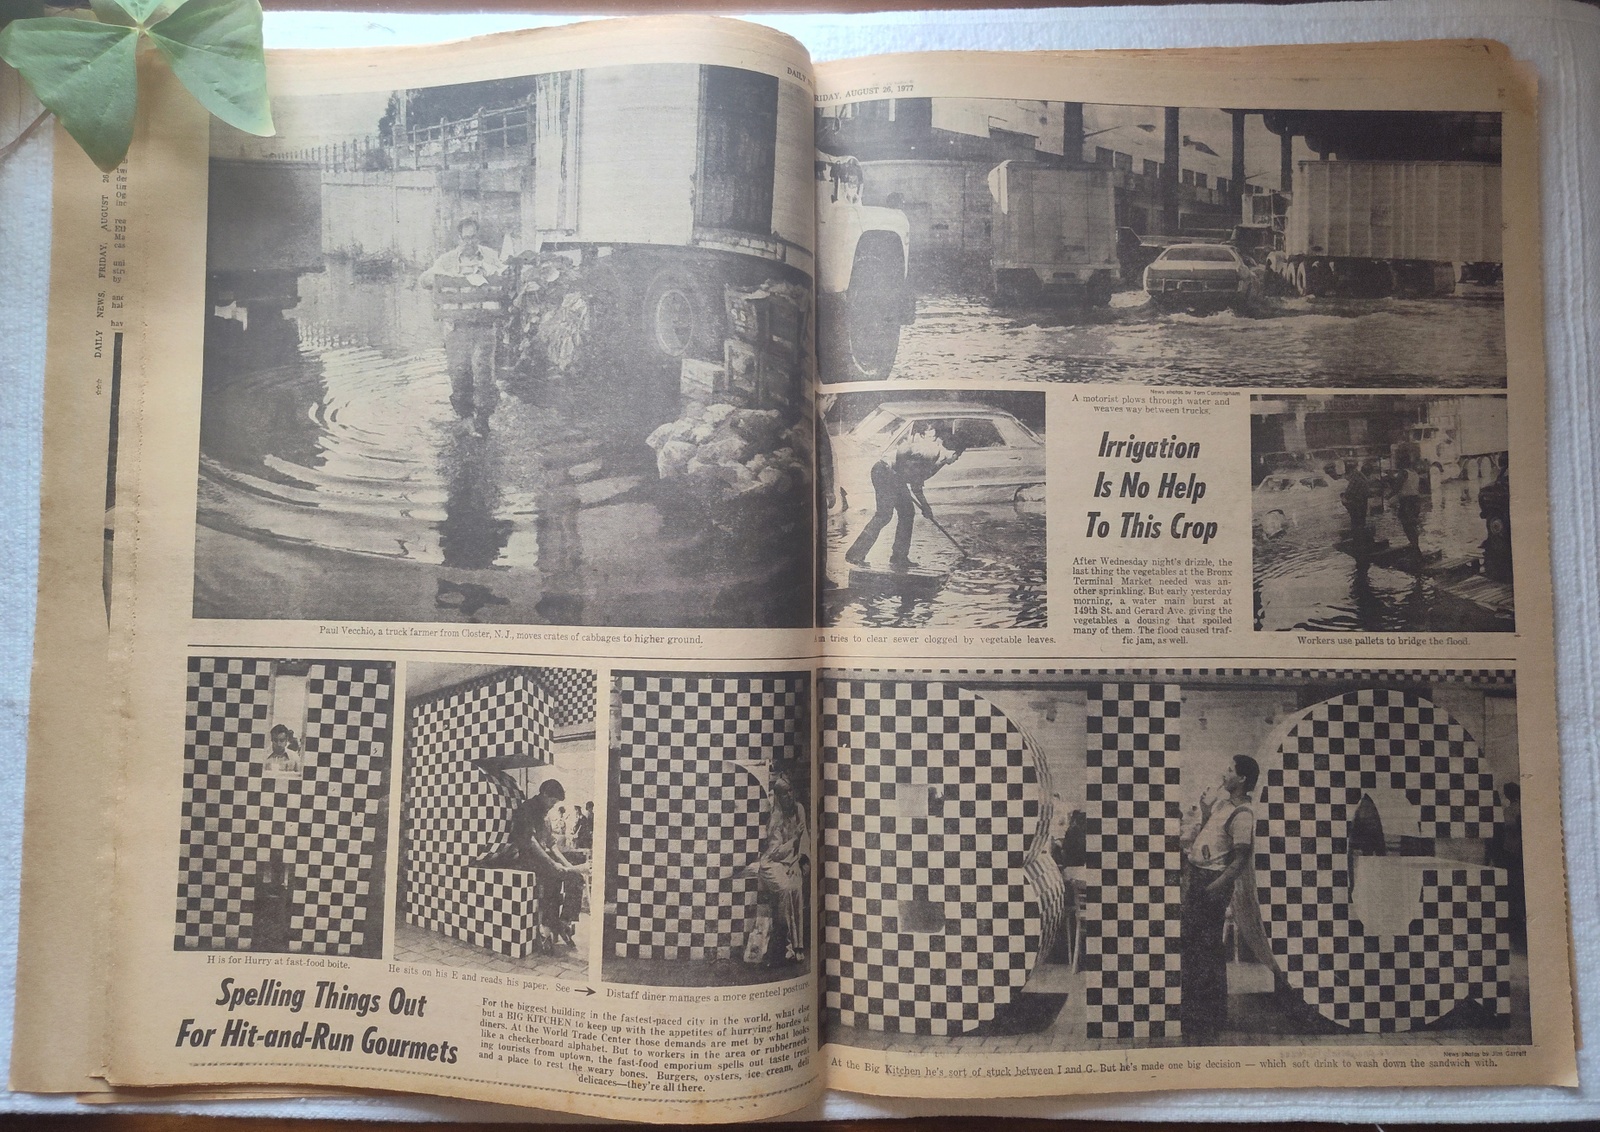 DAILY NEWS, FRIDAY, AUGUST 26
DAILY
RIDAY, AUGUST 26, 1977
Paul Vecchio, a truck farmer from Closter, N. J., moves crates of cabbages to higher ground.
News photos by Tom Cunningham
A motorist plows through water and
weaves way between trucks.
Irrigation
Is No Help
To This Crop
After Wednesday night's drizzle, the
last thing the vegetables at the Bronx
Terminal Market needed was an-
other sprinkling. But early yesterday
morning, a water main burst at
149th St. and Gerard Ave. giving the
vegetables a dousing that spoiled
many of them. The flood caused traf-
fic jam, as well.
tries to clear sewer clogged by vegetable leaves.
Workers use pallets to bridge the flood.
H is for Hurry at fast-food boite.
He sits on his E and reads his paper. See →
Distaff diner manages a more genteel posture.
Spelling Things Out
For Hit-and-Run Gourmets
For the biggest building in the fastest-paced city in the world, what else
but a BIG KITCHEN to keep up with the appetites of hurrying hordes of
diners. At the World Trade Center those demands are met by what looks
like a checkerboard alphabet. But to workers in the area or rubberneck-
ing tourists from uptown, the fast-food emporium spells out taste treat
and a place to rest the weary bones. Burgers, oysters, ice cream, deli
delicaces—they're all there.
News photos by Jim Garrett
At the Big Kitchen he's sort of stuck between I and G. But he's made one big decision — which soft drink to wash down the sandwich with.